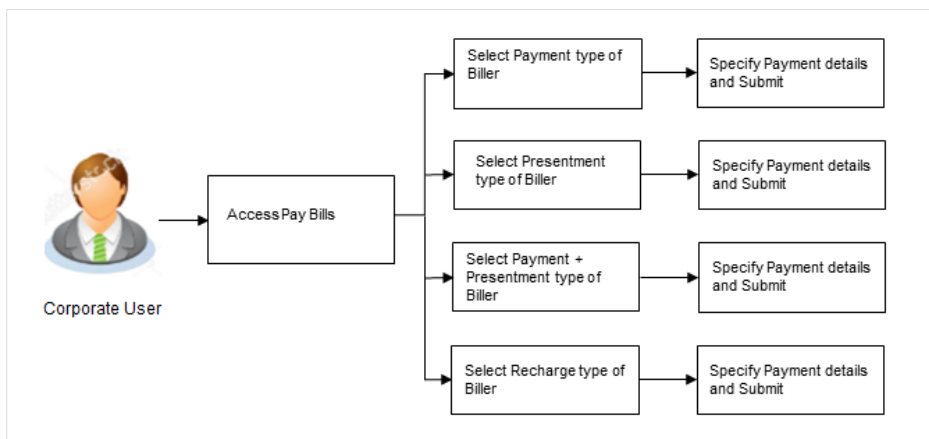 Select Payment type of
Biller
Specify Payment details
and Submit
Select Presentment
type of Biller
Specify Payment details
and Submit
Access Pay Bills
Corporate User
Select Payment +
Presentment type of
Biller
Specify Payment details
and Submit
Select Recharge type of
Biller
Specify Payment details
and Submit